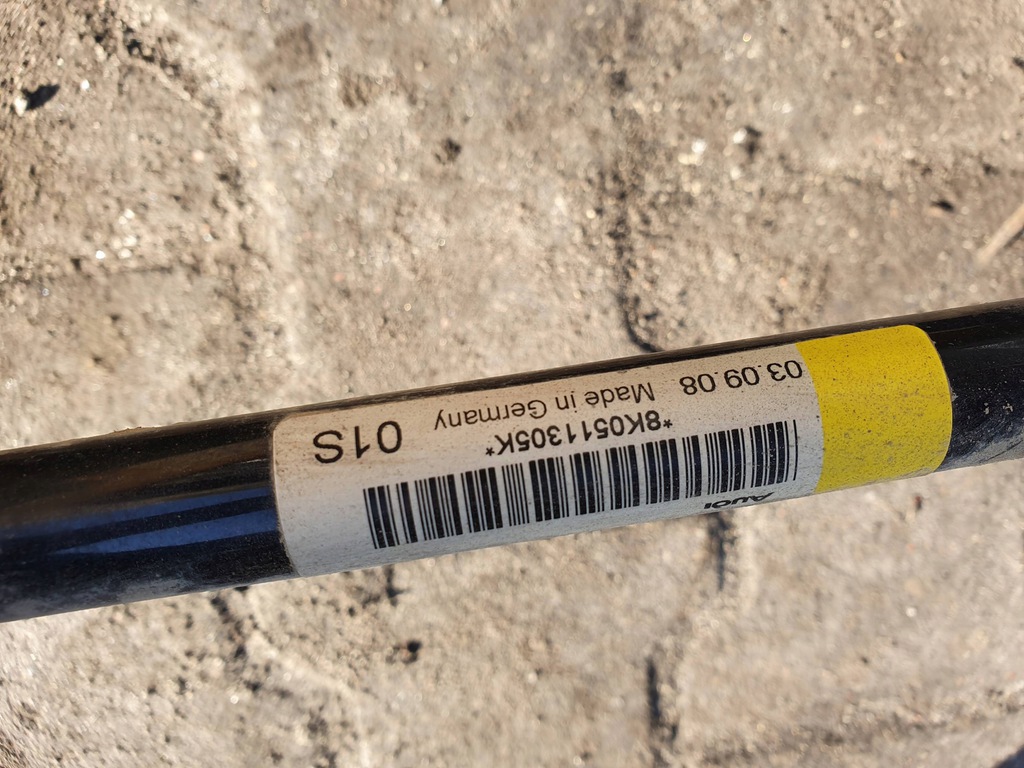 Audi
*8K0511305K*
03.09.08 Made in Germany 01S